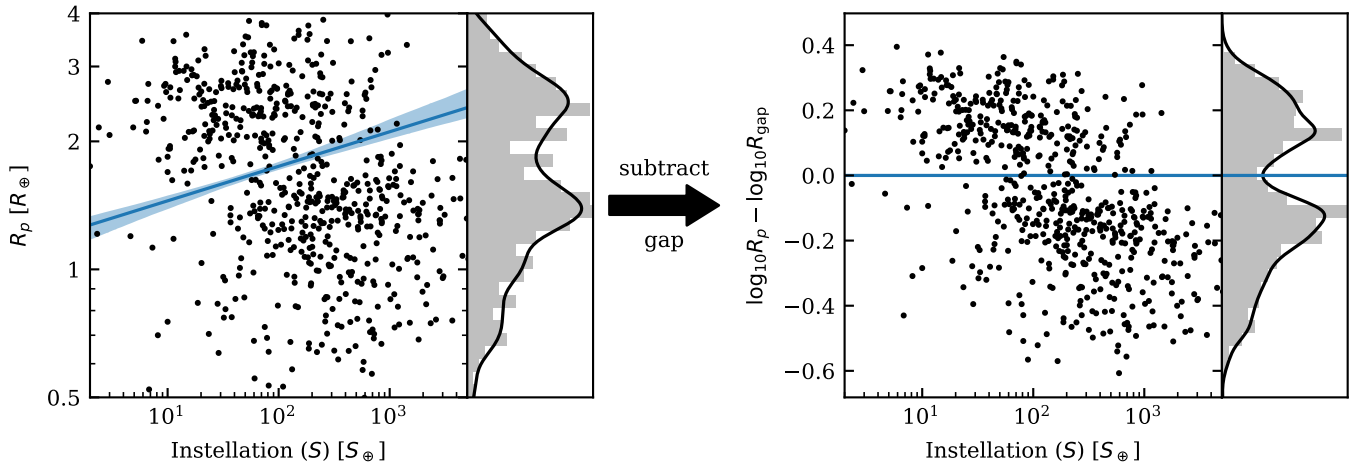 4
3
2
1
0.5
R_p [R_⊕]
10^1
10^2
10^3
Instellation (S) [S_⊕]
subtract
gap
0.4
0.2
0.0
−0.2
−0.4
−0.6
log_10 R_p − log_10 R_gap
10^1
10^2
10^3
Instellation (S) [S_⊕]